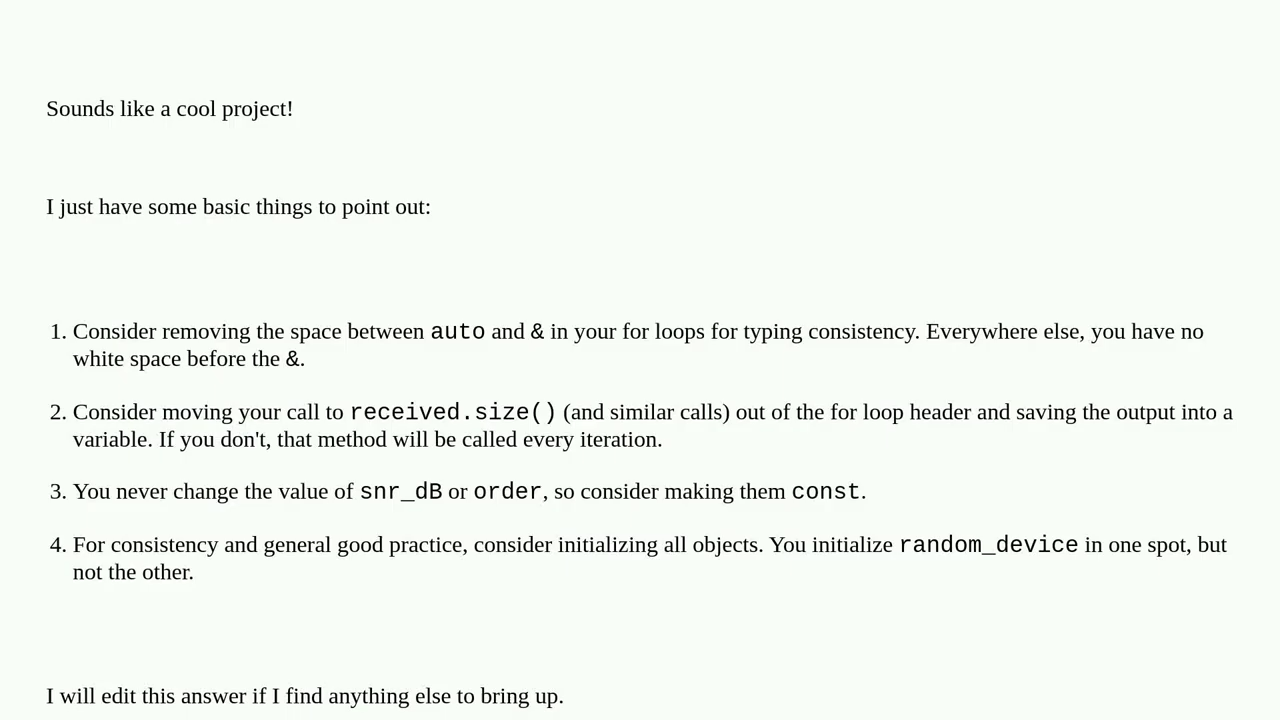 Sounds like a cool project!
I just have some basic things to point out:
1. Consider removing the space between auto and & in your for loops for typing consistency. Everywhere else, you have no
white space before the &.
2. Consider moving your call to received.size() (and similar calls) out of the for loop header and saving the output into a
variable. If you don't, that method will be called every iteration.
3. You never change the value of snr_dB or order, so consider making them const.
4. For consistency and general good practice, consider initializing all objects. You initialize random_device in one spot, but
not the other.
I will edit this answer if I find anything else to bring up.